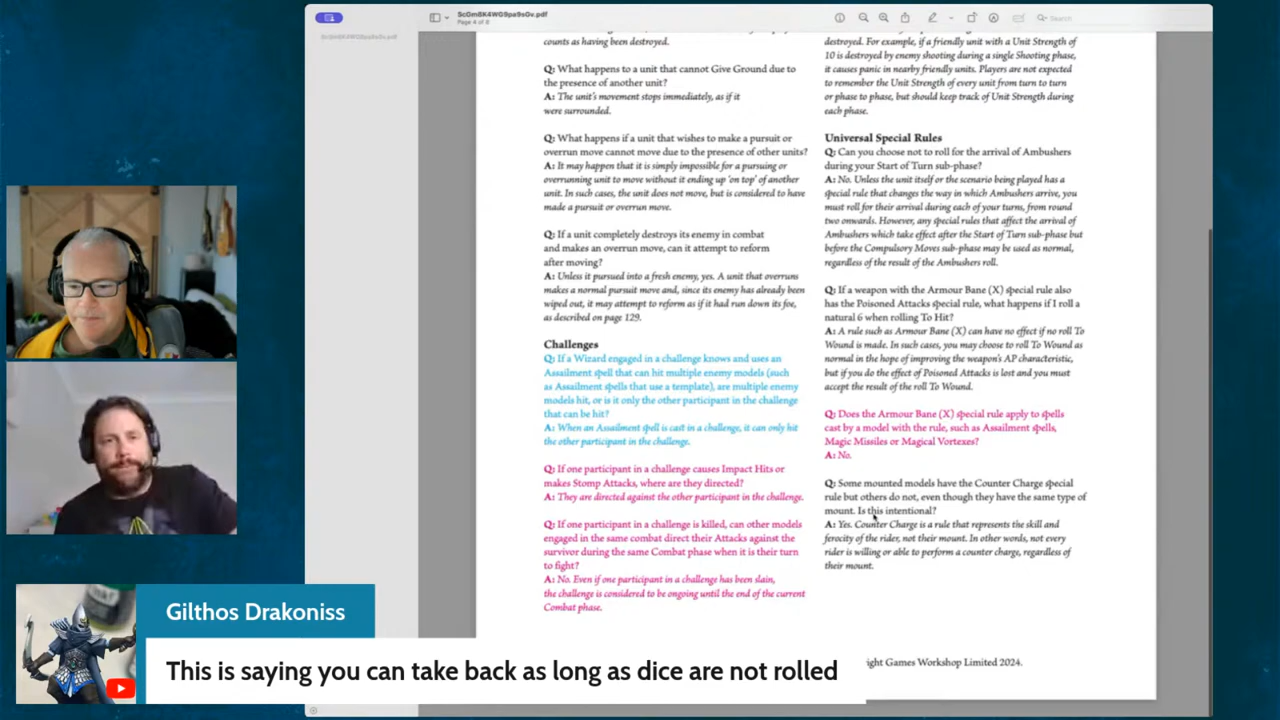 ScGm8K4WG9pa9sGv.pdf
Page 4 of 8
Search
ScGm8K4WG9pa9sGv.pdf
counts as having been destroyed.
Q: What happens to a unit that cannot Give Ground due to
the presence of another unit?
A: The unit's movement stops immediately, as if it
were surrounded.
Q: What happens if a unit that wishes to make a pursuit or
overrun move cannot move due to the presence of other units?
A: It may happen that it is simply impossible for a pursuing or
overrunning unit to move without it ending up 'on top' of another
unit. In such cases, the unit does not move, but is considered to have
made a pursuit or overrun move.
Q: If a unit completely destroys its enemy in combat
and makes an overrun move, can it attempt to reform
after moving?
A: Unless it pursued into a fresh enemy, yes. A unit that overruns
makes a normal pursuit move and, since its enemy has already been
wiped out, it may attempt to reform as if it had run down its foe,
as described on page 129.
Challenges
Q: If a Wizard engaged in a challenge knows and uses an
Assailment spell that can hit multiple enemy models (such
as Assailment spells that use a template), are multiple enemy
models hit, or is it only the other participant in the challenge
that can be hit?
A: When an Assailment spell is cast in a challenge, it can only hit
the other participant in the challenge.
Q: If one participant in a challenge causes Impact Hits or
makes Stomp Attacks, where are they directed?
A: They are directed against the other participant in the challenge.
Q: If one participant in a challenge is killed, can other models
engaged in the same combat direct their Attacks against the
survivor during the same Combat phase when it is their turn
to fight?
A: No. Even if one participant in a challenge has been slain,
the challenge is considered to be ongoing until the end of the current
Combat phase.
destroyed. For example, if a friendly unit with a Unit Strength of
10 is destroyed by enemy shooting during a single Shooting phase,
it causes panic in nearby friendly units. Players are not expected
to remember the Unit Strength of every unit from turn to turn
or phase to phase, but should keep track of Unit Strength during
each phase.
Universal Special Rules
Q: Can you choose not to roll for the arrival of Ambushers
during your Start of Turn sub-phase?
A: No. Unless the unit itself or the scenario being played has a
special rule that changes the way in which Ambushers arrive, you
must roll for their arrival during each of your turns, from round
two onwards. However, any special rules that affect the arrival of
Ambushers which take effect after the Start of Turn sub-phase but
before the Compulsory Moves sub-phase may be used as normal,
regardless of the result of the Ambushers roll.
Q: If a weapon with the Armour Bane (X) special rule also
has the Poisoned Attacks special rule, what happens if I roll a
natural 6 when rolling To Hit?
A: A rule such as Armour Bane (X) can have no effect if no roll To
Wound is made. In such cases, you may choose to roll To Wound as
normal in the hope of improving the weapon's AP characteristic,
but if you do the effect of Poisoned Attacks is lost and you must
accept the result of the roll To Wound.
Q: Does the Armour Bane (X) special rule apply to spells
cast by a model with the rule, such as Assailment spells,
Magic Missiles or Magical Vortexes?
A: No.
Q: Some mounted models have the Counter Charge special
rule but others do not, even though they have the same type of
mount. Is this intentional?
A: Yes. Counter Charge is a rule that represents the skill and
ferocity of the rider, not their mount. In other words, not every
rider is willing or able to perform a counter charge, regardless of
their mount.
ight Games Workshop Limited 2024.
Gilthos Drakoniss
This is saying you can take back as long as dice are not rolled